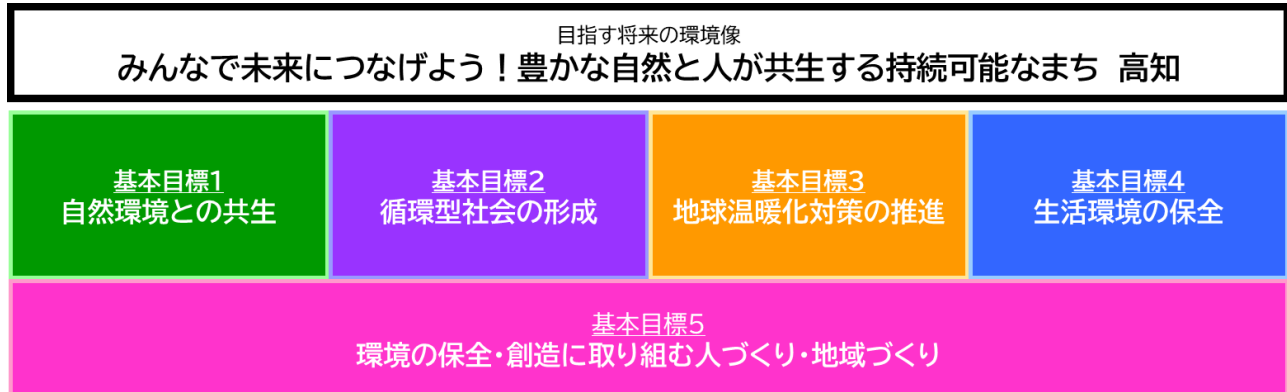 目指す将来の環境像
みんなで未来につなげよう！豊かな自然と人が共生する持続可能なまち　高知
基本目標1
自然環境との共生
基本目標2
循環型社会の形成
基本目標3
地球温暖化対策の推進
基本目標4
生活環境の保全
基本目標5
環境の保全・創造に取り組む人づくり・地域づくり